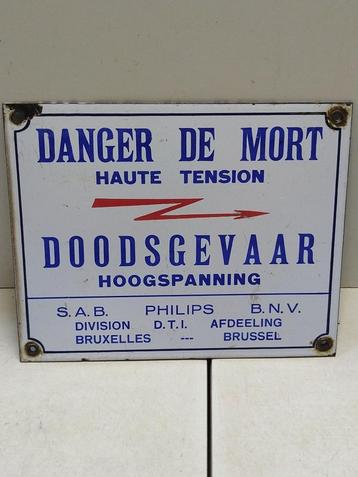 DANGER DE MORT
HAUTE TENSION
DOODSGEVAAR
HOOGSPANNING
S.A.B. PHILIPS B.N.V.
DIVISION D.T.I. AFDEELING
BRUXELLES --- BRUSSEL